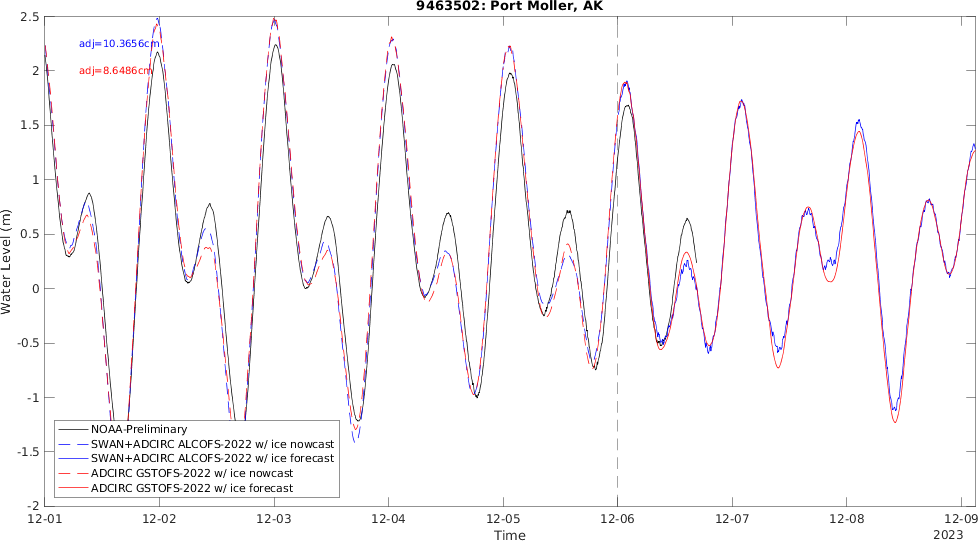 9463502: Port Moller, AK
2.5
2
1.5
1
0.5
0
-0.5
-1
-1.5
-2
Water Level (m)
adj=10.3656cm
adj=8.6486cm
NOAA-Preliminary
SWAN+ADCIRC ALCOFS-2022 w/ ice nowcast
SWAN+ADCIRC ALCOFS-2022 w/ ice forecast
ADCIRC GSTOFS-2022 w/ ice nowcast
ADCIRC GSTOFS-2022 w/ ice forecast
12-01 12-02 12-03 12-04 12-05 12-06 12-07 12-08 12-09
Time
2023